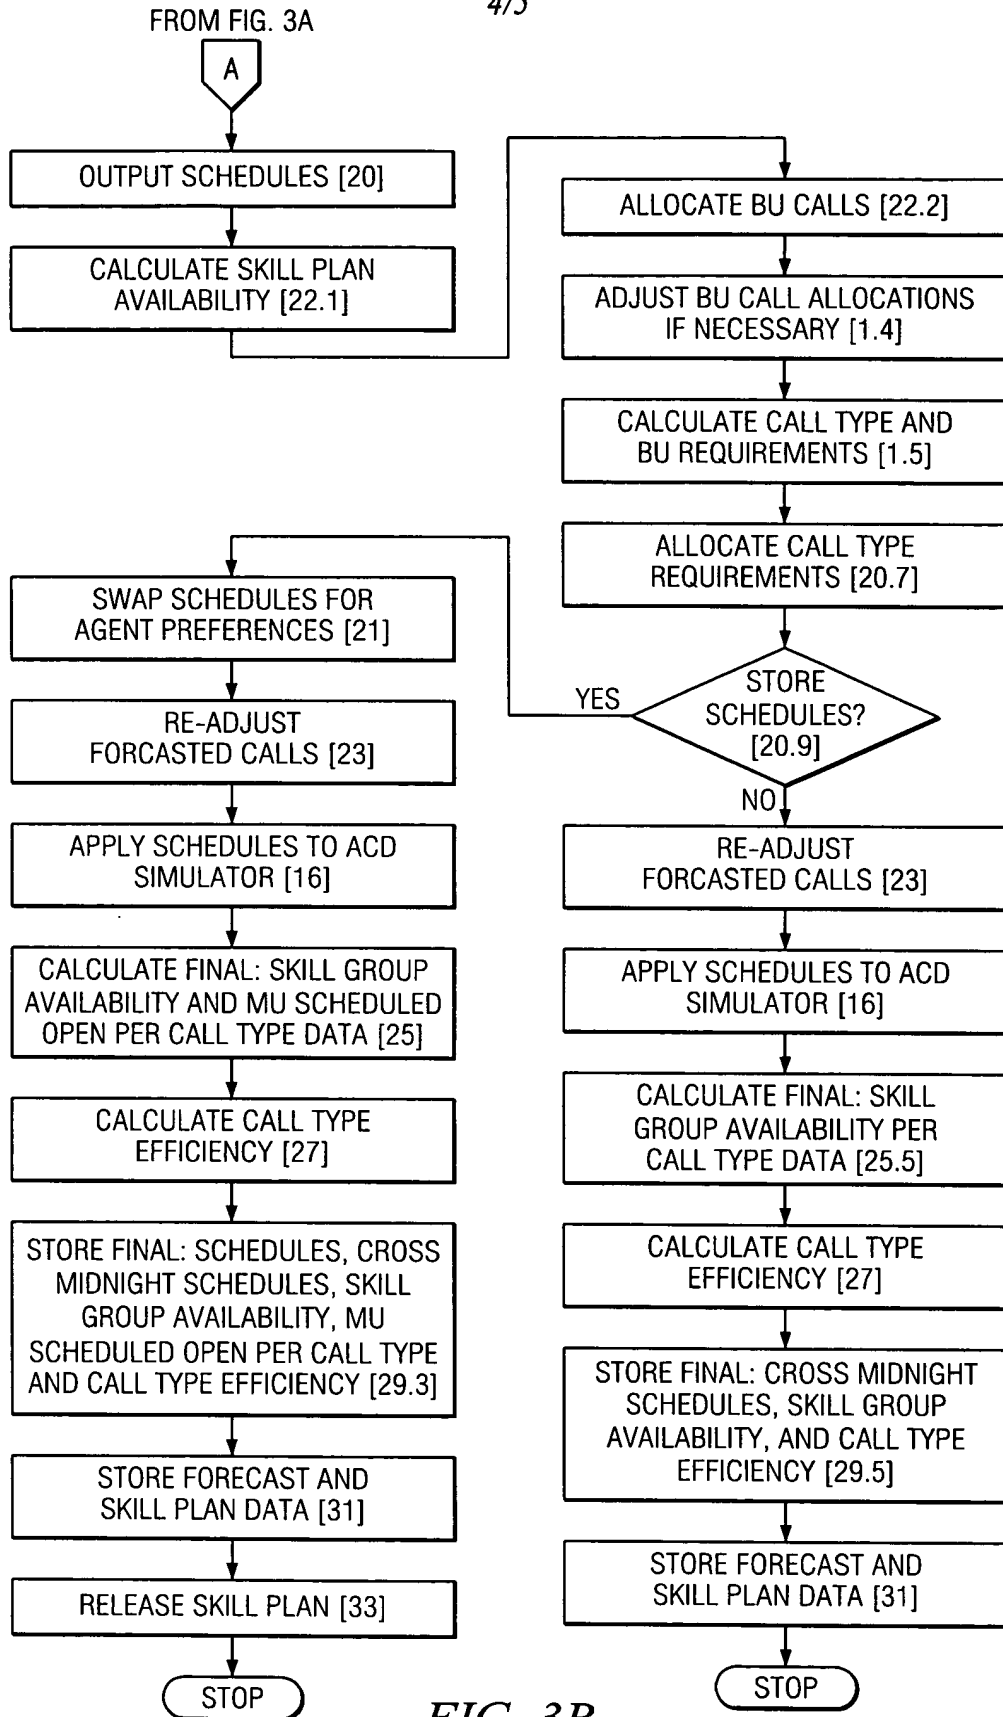 4/5
FROM FIG. 3A
A
OUTPUT SCHEDULES [20]
CALCULATE SKILL PLAN
AVAILABILITY [22.1]
ALLOCATE BU CALLS [22.2]
ADJUST BU CALL ALLOCATIONS
IF NECESSARY [1.4]
CALCULATE CALL TYPE AND
BU REQUIREMENTS [1.5]
ALLOCATE CALL TYPE
REQUIREMENTS [20.7]
STORE
SCHEDULES?
[20.9]
YES
NO
SWAP SCHEDULES FOR
AGENT PREFERENCES [21]
RE-ADJUST
FORCASTED CALLS [23]
APPLY SCHEDULES TO ACD
SIMULATOR [16]
CALCULATE FINAL: SKILL GROUP
AVAILABILITY AND MU SCHEDULED
OPEN PER CALL TYPE DATA [25]
CALCULATE CALL TYPE
EFFICIENCY [27]
STORE FINAL: SCHEDULES, CROSS
MIDNIGHT SCHEDULES, SKILL
GROUP AVAILABILITY, MU
SCHEDULED OPEN PER CALL TYPE
AND CALL TYPE EFFICIENCY [29.3]
STORE FORECAST AND
SKILL PLAN DATA [31]
RELEASE SKILL PLAN [33]
STOP
RE-ADJUST
FORCASTED CALLS [23]
APPLY SCHEDULES TO ACD
SIMULATOR [16]
CALCULATE FINAL: SKILL
GROUP AVAILABILITY PER
CALL TYPE DATA [25.5]
CALCULATE CALL TYPE
EFFICIENCY [27]
STORE FINAL: CROSS MIDNIGHT
SCHEDULES, SKILL GROUP
AVAILABILITY, AND CALL TYPE
EFFICIENCY [29.5]
STORE FORECAST AND
SKILL PLAN DATA [31]
STOP
FIG. 3B